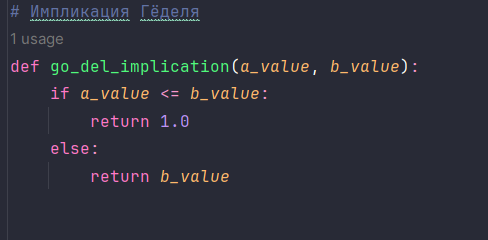 # Импликация Гёделя
1 usage
def go_del_implication(a_value, b_value):
    if a_value <= b_value:
        return 1.0
    else:
        return b_value